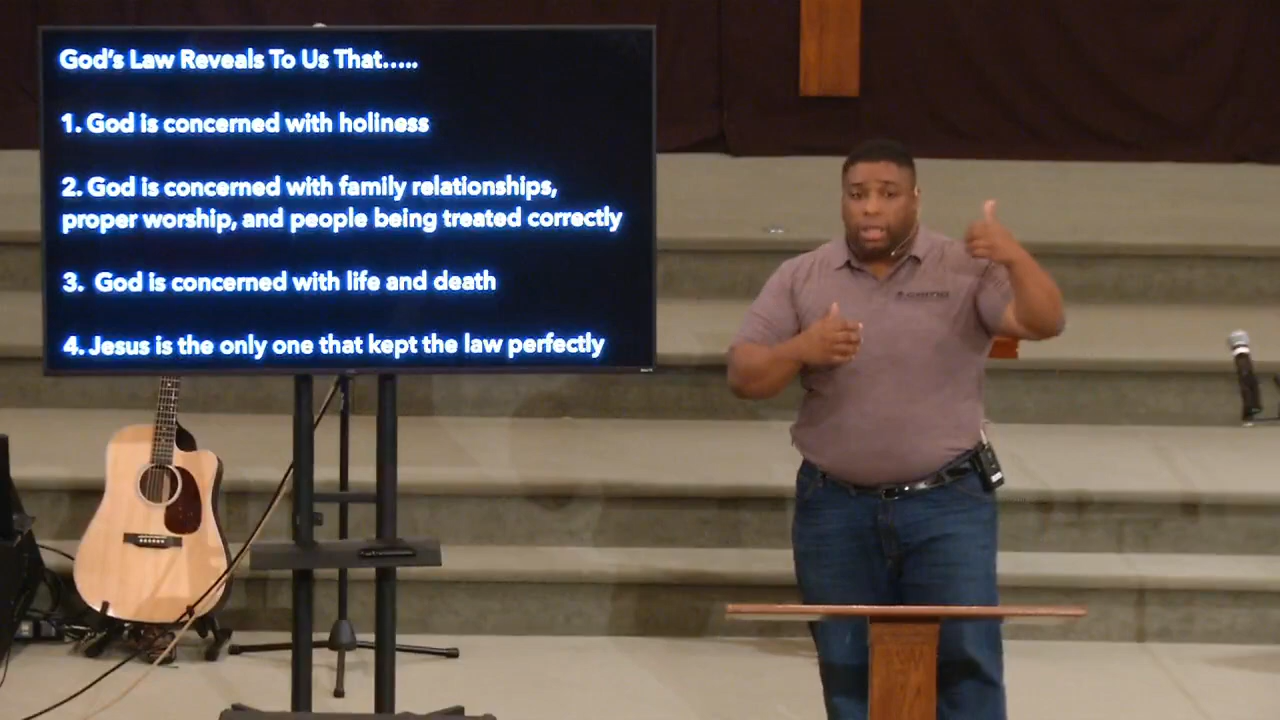 God's Law Reveals To Us That.....
1. God is concerned with holiness
2. God is concerned with family relationships,
proper worship, and people being treated correctly
3. God is concerned with life and death
4. Jesus is the only one that kept the law perfectly